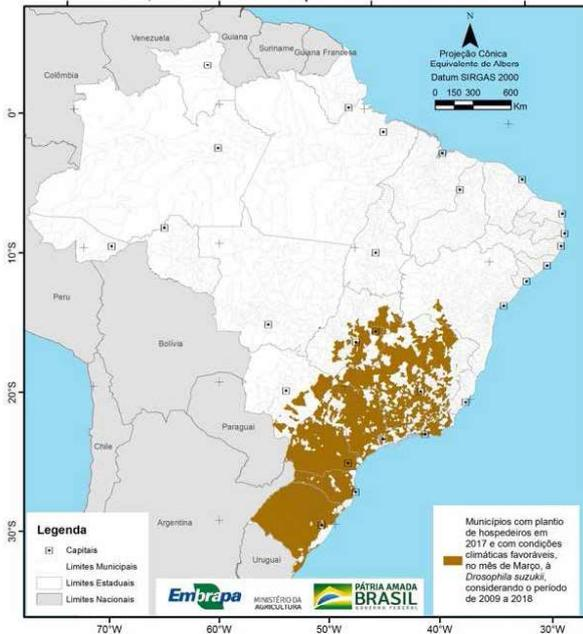 N
Projeção Cônica
Equivalente de Albers
Datum SIRGAS 2000
0 150 300 600
Km
Venezuela
Guiana
Suriname
Guiana Francesa
Colômbia
0°
10°S
Peru
Bolívia
20°S
Paraguai
Chile
Argentina
30°S
Uruguai
Legenda
Capitais
Limites Municipais
Limites Estaduais
Limites Nacionais
Embrapa
MINISTÉRIO DA
AGRICULTURA
PÁTRIA AMADA
BRASIL
GOVERNO FEDERAL
Municípios com plantio
de hospedeiros em
2017 e com condições
climáticas favoráveis,
no mês de Março, à
Drosophila suzukii,
considerando o período
de 2009 a 2018
70°W
60°W
50°W
40°W
30°W